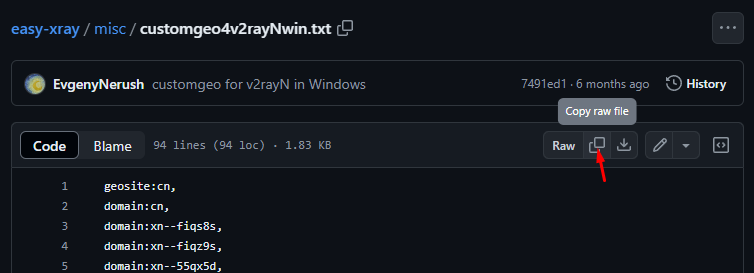 easy-xray / misc / customgeo4v2rayNwin.txt
EvgenyNerush customgeo for v2rayN in Windows 7491ed1 · 6 months ago History
Copy raw file
Code Blame 94 lines (94 loc) · 1.83 KB Raw
1 geosite:cn,
2 domain:cn,
3 domain:xn--fiqs8s,
4 domain:xn--fiqz9s,
5 domain:xn--55qx5d,